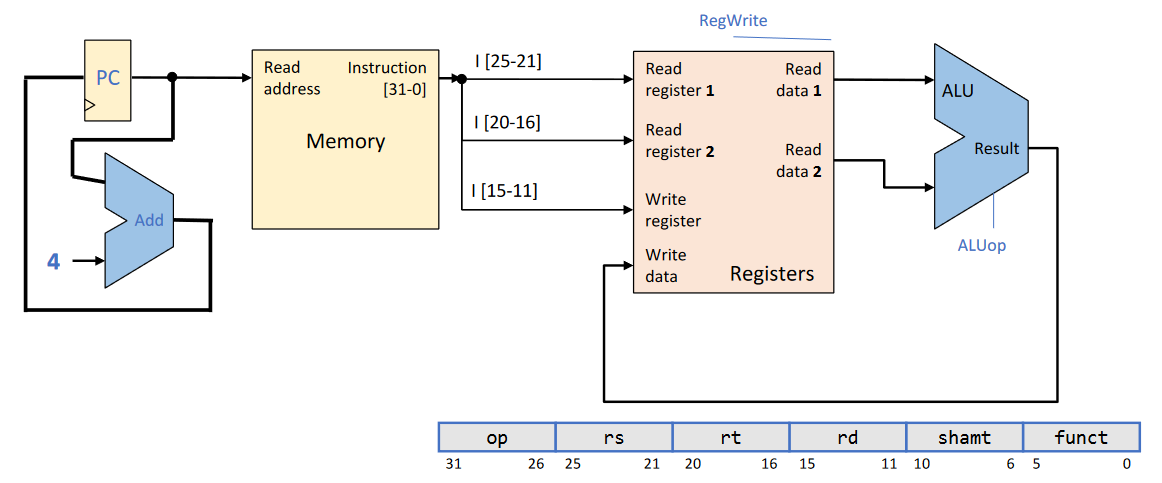 RegWrite
PC
Read
address
Instruction
[31-0]
Memory
I [25-21]
I [20-16]
I [15-11]
Read
register 1
Read
register 2
Write
register
Write
data
Read
data 1
Read
data 2
Registers
ALU
Result
ALUop
Add
4
op rs rt rd shamt funct
31 26 25 21 20 16 15 11 10 6 5 0